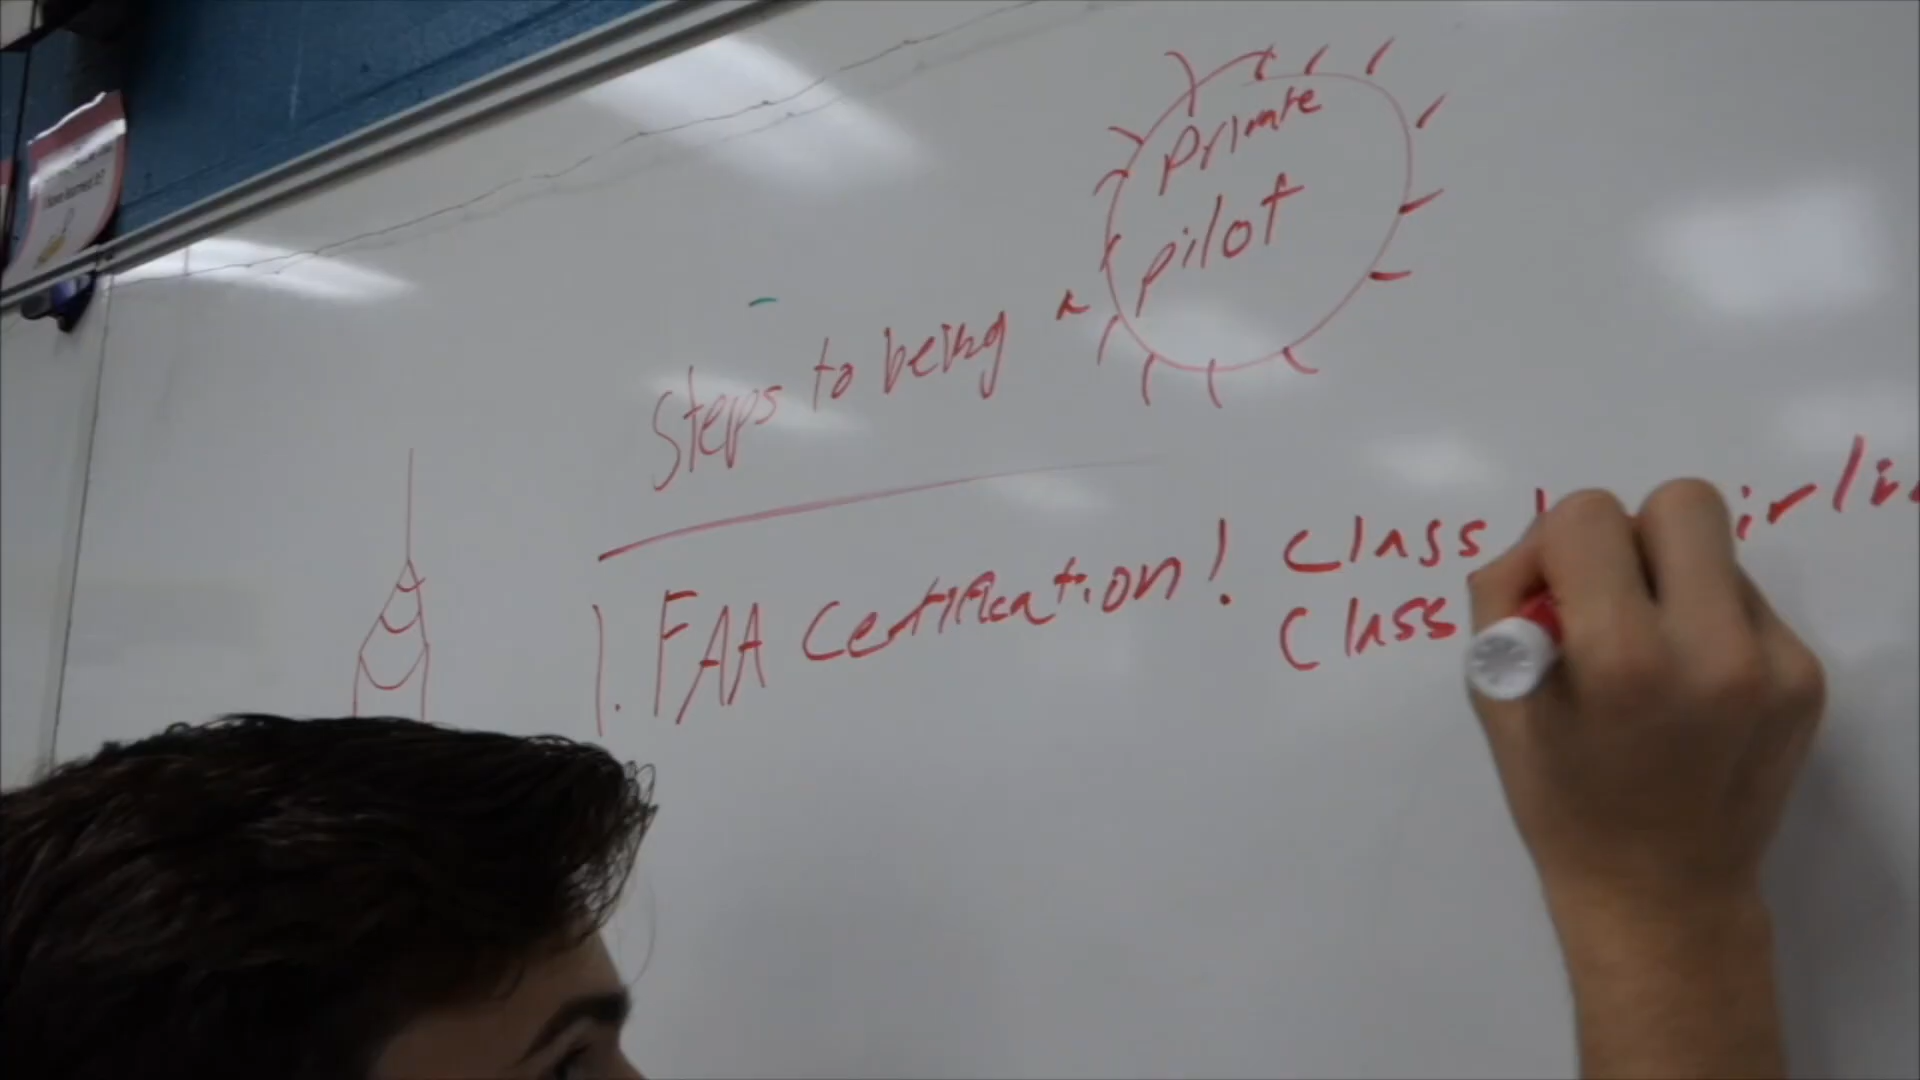 private
pilot
Steps to being a
1. FAA Certification! Class
Class